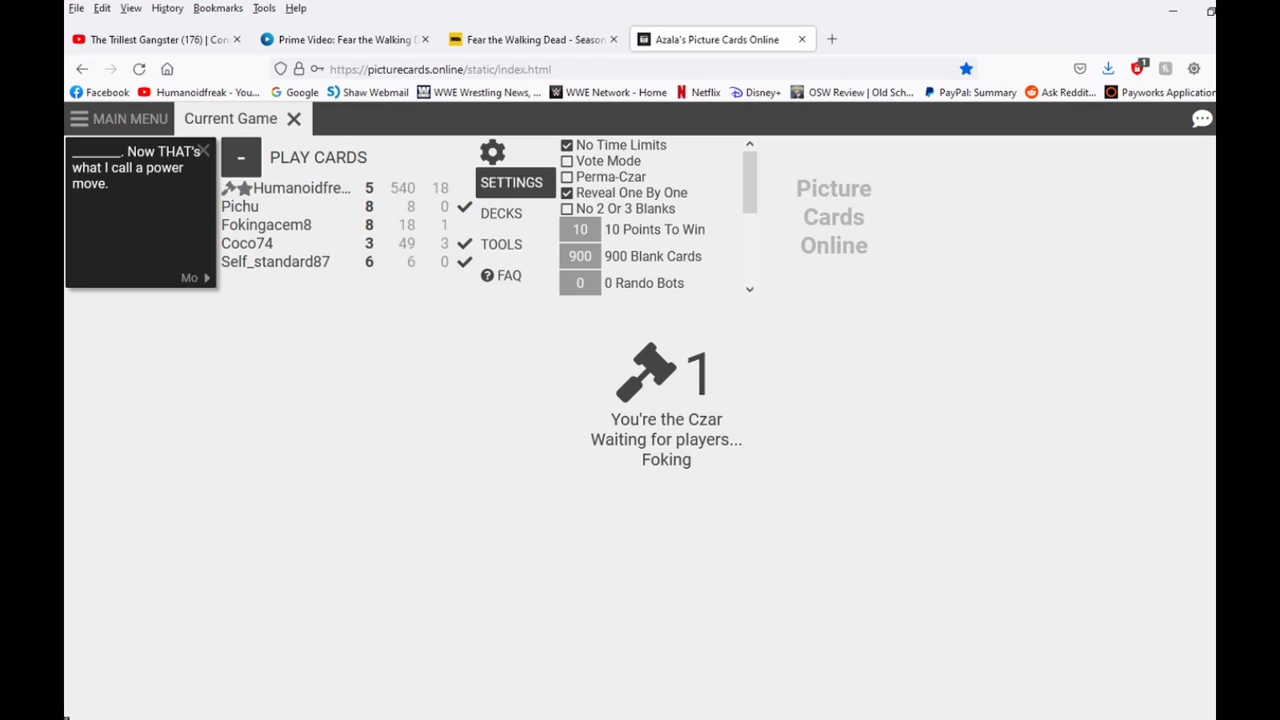 File Edit View History Bookmarks Tools Help
The Trillest Gangster (176) | Con
Prime Video: Fear the Walking D
Fear the Walking Dead - Season
Azala's Picture Cards Online
https://picturecards.online/static/index.html
1
Facebook Humanoidfreak - You... Google Shaw Webmail WWE Wrestling News, ... WWE Network - Home Netflix Disney+ OSW Review | Old Sch... PayPal: Summary Ask Reddit... Payworks Application
MAIN MENU Current Game
_______. Now THAT's
what I call a power
move.
Mo
- PLAY CARDS
Humanoidfre... 5 540 18
Pichu 8 8 0
Fokingacem8 8 18 1
Coco74 3 49 3
Self_standard87 6 6 0
SETTINGS
DECKS
TOOLS
FAQ
No Time Limits
Vote Mode
Perma-Czar
Reveal One By One
No 2 Or 3 Blanks
10 10 Points To Win
900 900 Blank Cards
0 0 Rando Bots
Picture
Cards
Online
1
You're the Czar
Waiting for players...
Foking